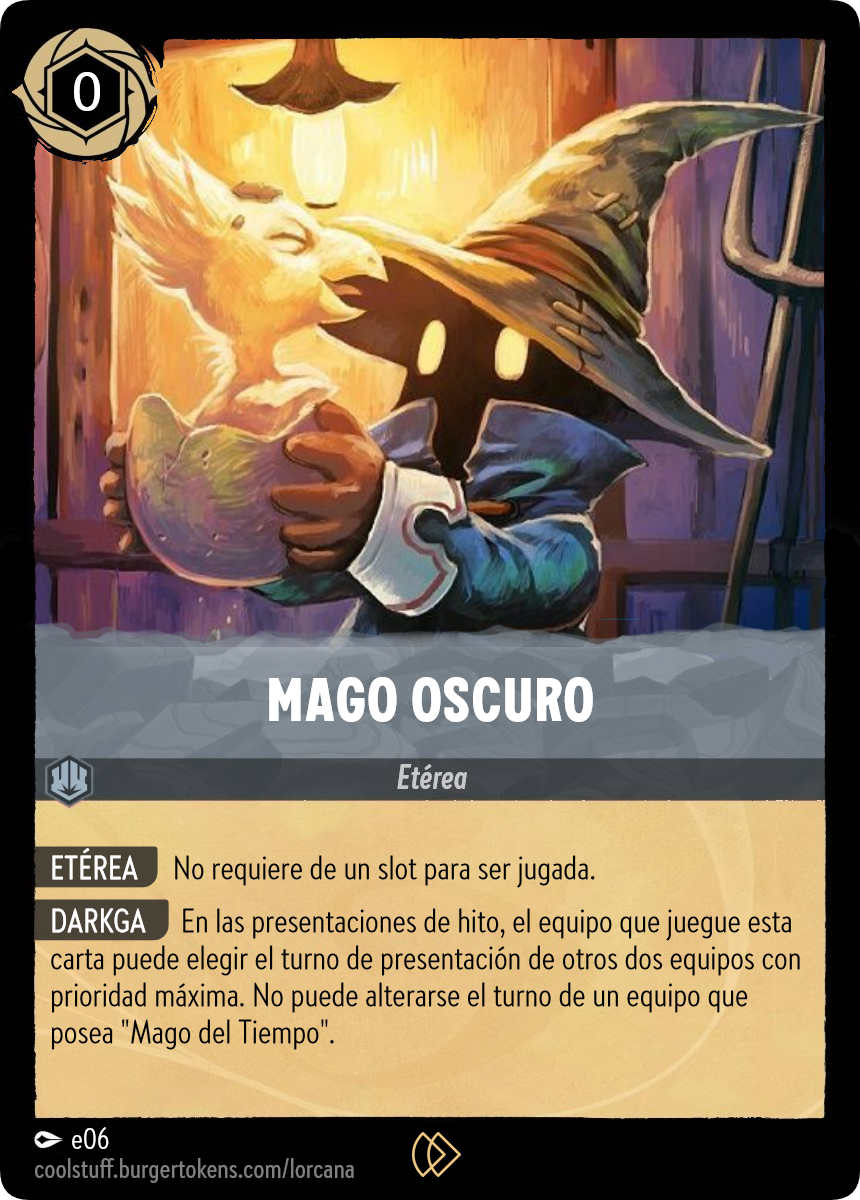 0
MAGO OSCURO
Etérea
ETÉREA No requiere de un slot para ser jugada.
DARKGA En las presentaciones de hito, el equipo que juegue esta
carta puede elegir el turno de presentación de otros dos equipos con
prioridad máxima. No puede alterarse el turno de un equipo que
posea "Mago del Tiempo".
e06
coolstuff.burgertokens.com/lorcana